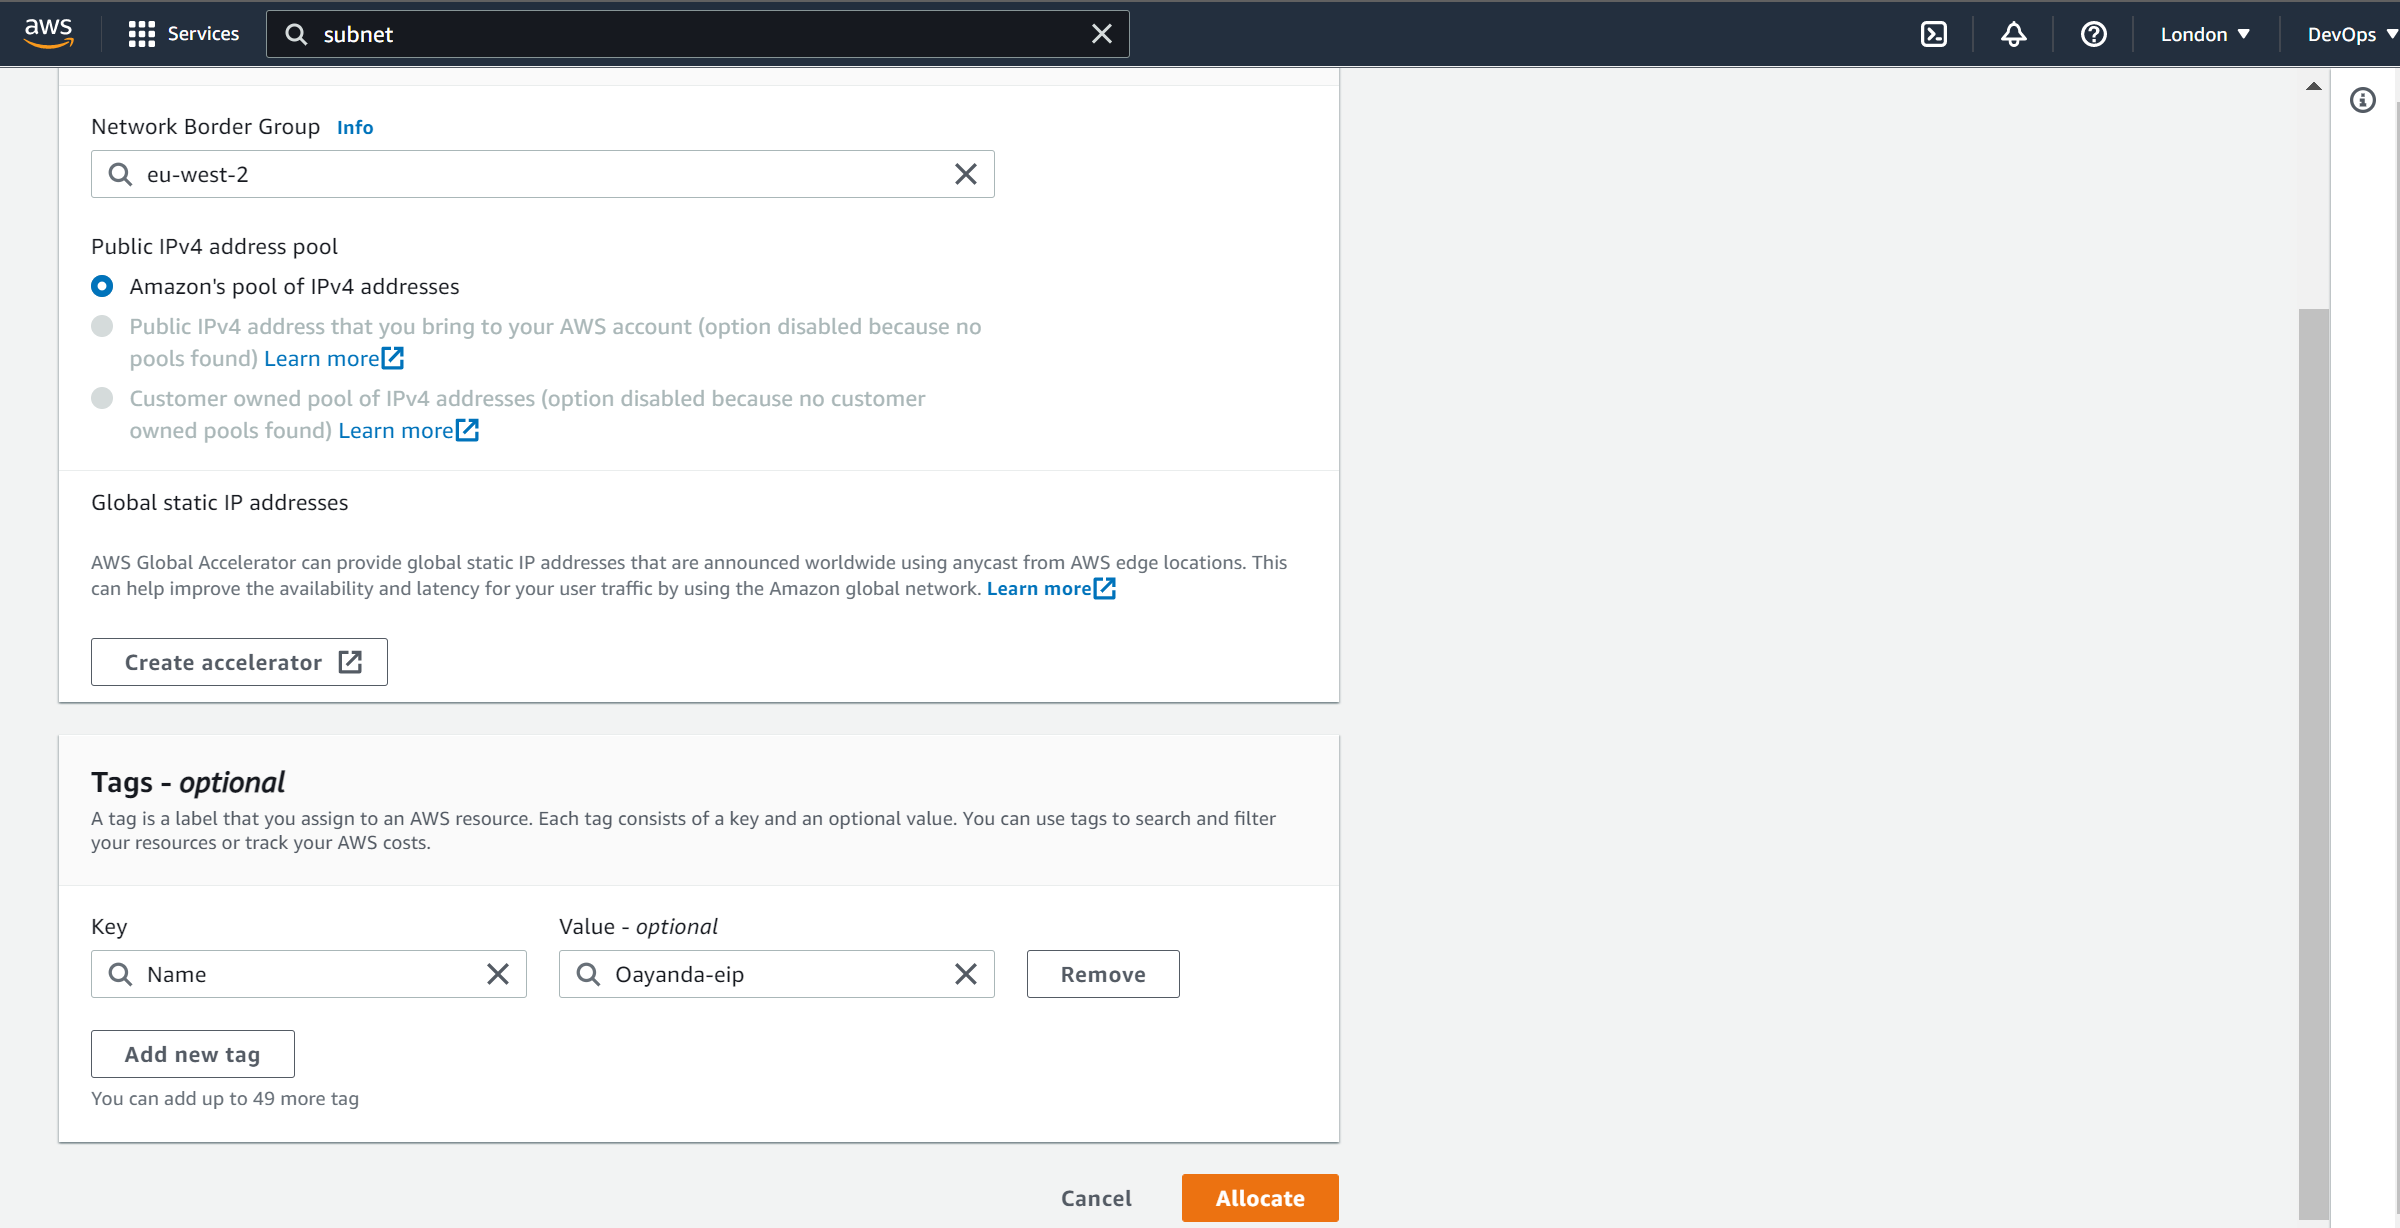 aws
Services
subnet
London
DevOps
Network Border Group Info
eu-west-2
Public IPv4 address pool
Amazon's pool of IPv4 addresses
Public IPv4 address that you bring to your AWS account (option disabled because no
pools found) Learn more
Customer owned pool of IPv4 addresses (option disabled because no customer
owned pools found) Learn more
Global static IP addresses
AWS Global Accelerator can provide global static IP addresses that are announced worldwide using anycast from AWS edge locations. This
can help improve the availability and latency for your user traffic by using the Amazon global network. Learn more
Create accelerator
Tags - optional
A tag is a label that you assign to an AWS resource. Each tag consists of a key and an optional value. You can use tags to search and filter
your resources or track your AWS costs.
Key
Value - optional
Name
Oayanda-eip
Remove
Add new tag
You can add up to 49 more tag
Cancel
Allocate